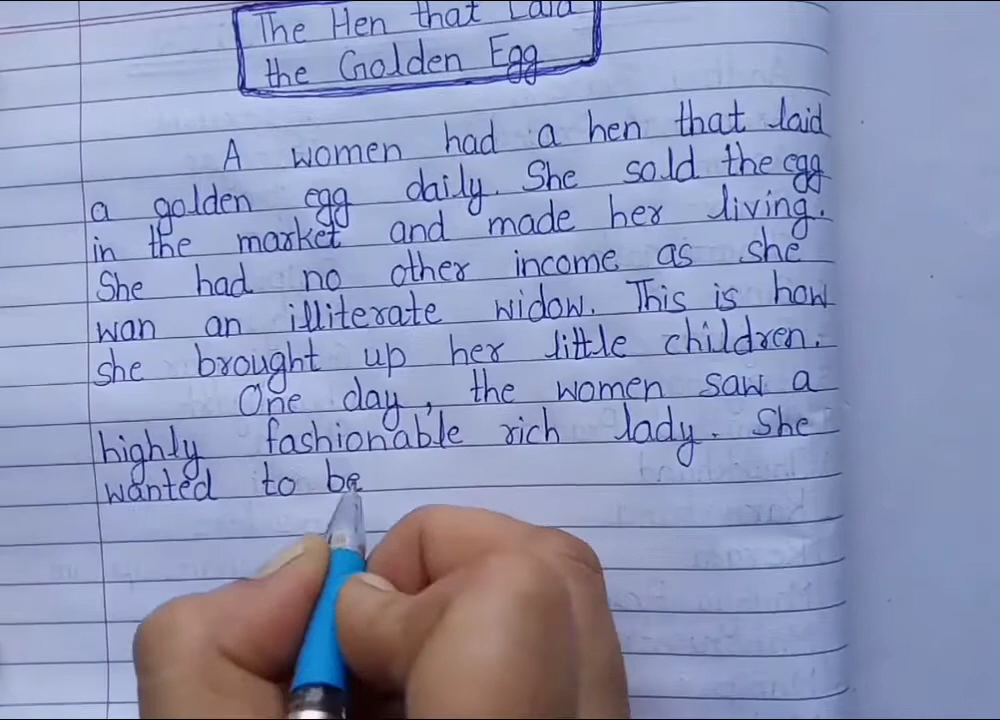 The Hen that Laid
the Golden Egg
A women had a hen that laid
a golden egg daily. She sold the egg
in the market and made her living.
She had no other income as she
wan an illiterate widow. This is how
she brought up her little children.
One day, the women saw a
highly fashionable rich lady. She
wanted to be